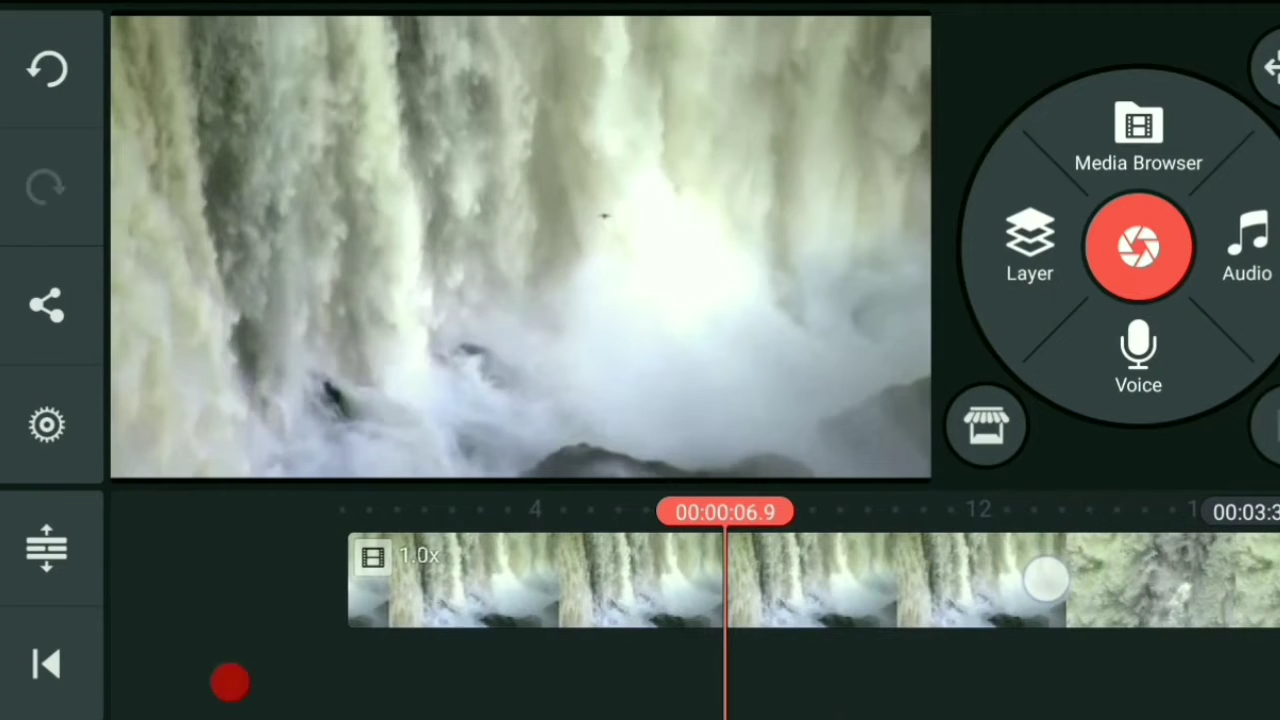 Media Browser
Layer
Audio
Voice
4
00:00:06.9
12
1
00:03:3
1.0x